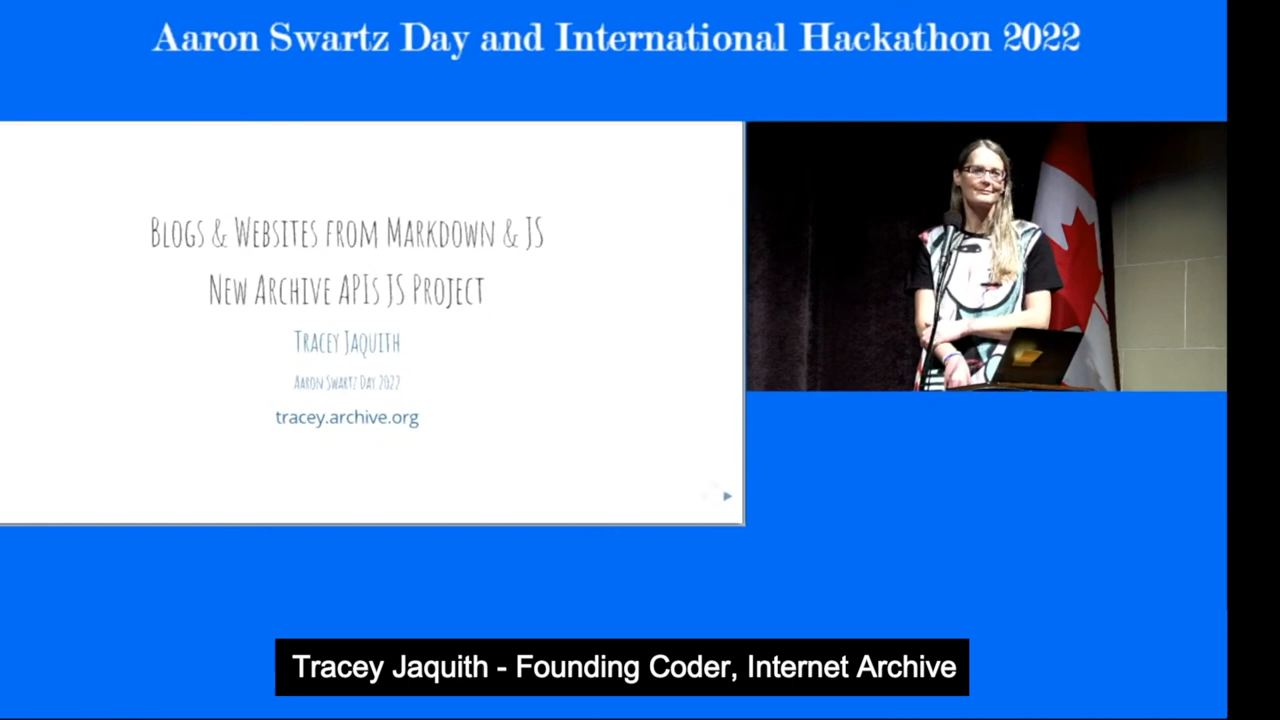 Aaron Swartz Day and International Hackathon 2022
Blogs & Websites from Markdown & JS
New Archive APIs JS Project
Tracey Jaquith
Aaron Swartz Day 2022
tracey.archive.org
Tracey Jaquith - Founding Coder, Internet Archive